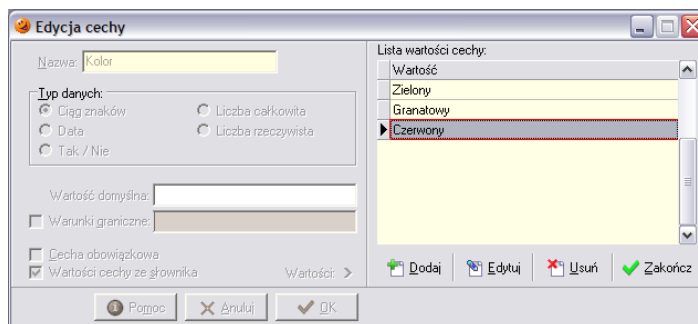 Edycja cechy
Nazwa: Kolor
Typ danych:
Ciąg znaków
Liczba całkowita
Data
Liczba rzeczywista
Tak / Nie
Wartość domyślna:
Warunki graniczne:
Cecha obowiązkowa
Wartości cechy ze słownika
Wartości: >
Pomoc
Anuluj
OK
Lista wartości cechy:
Wartość
Zielony
Granatowy
Czerwony
Dodaj
Edytuj
Usuń
Zakończ